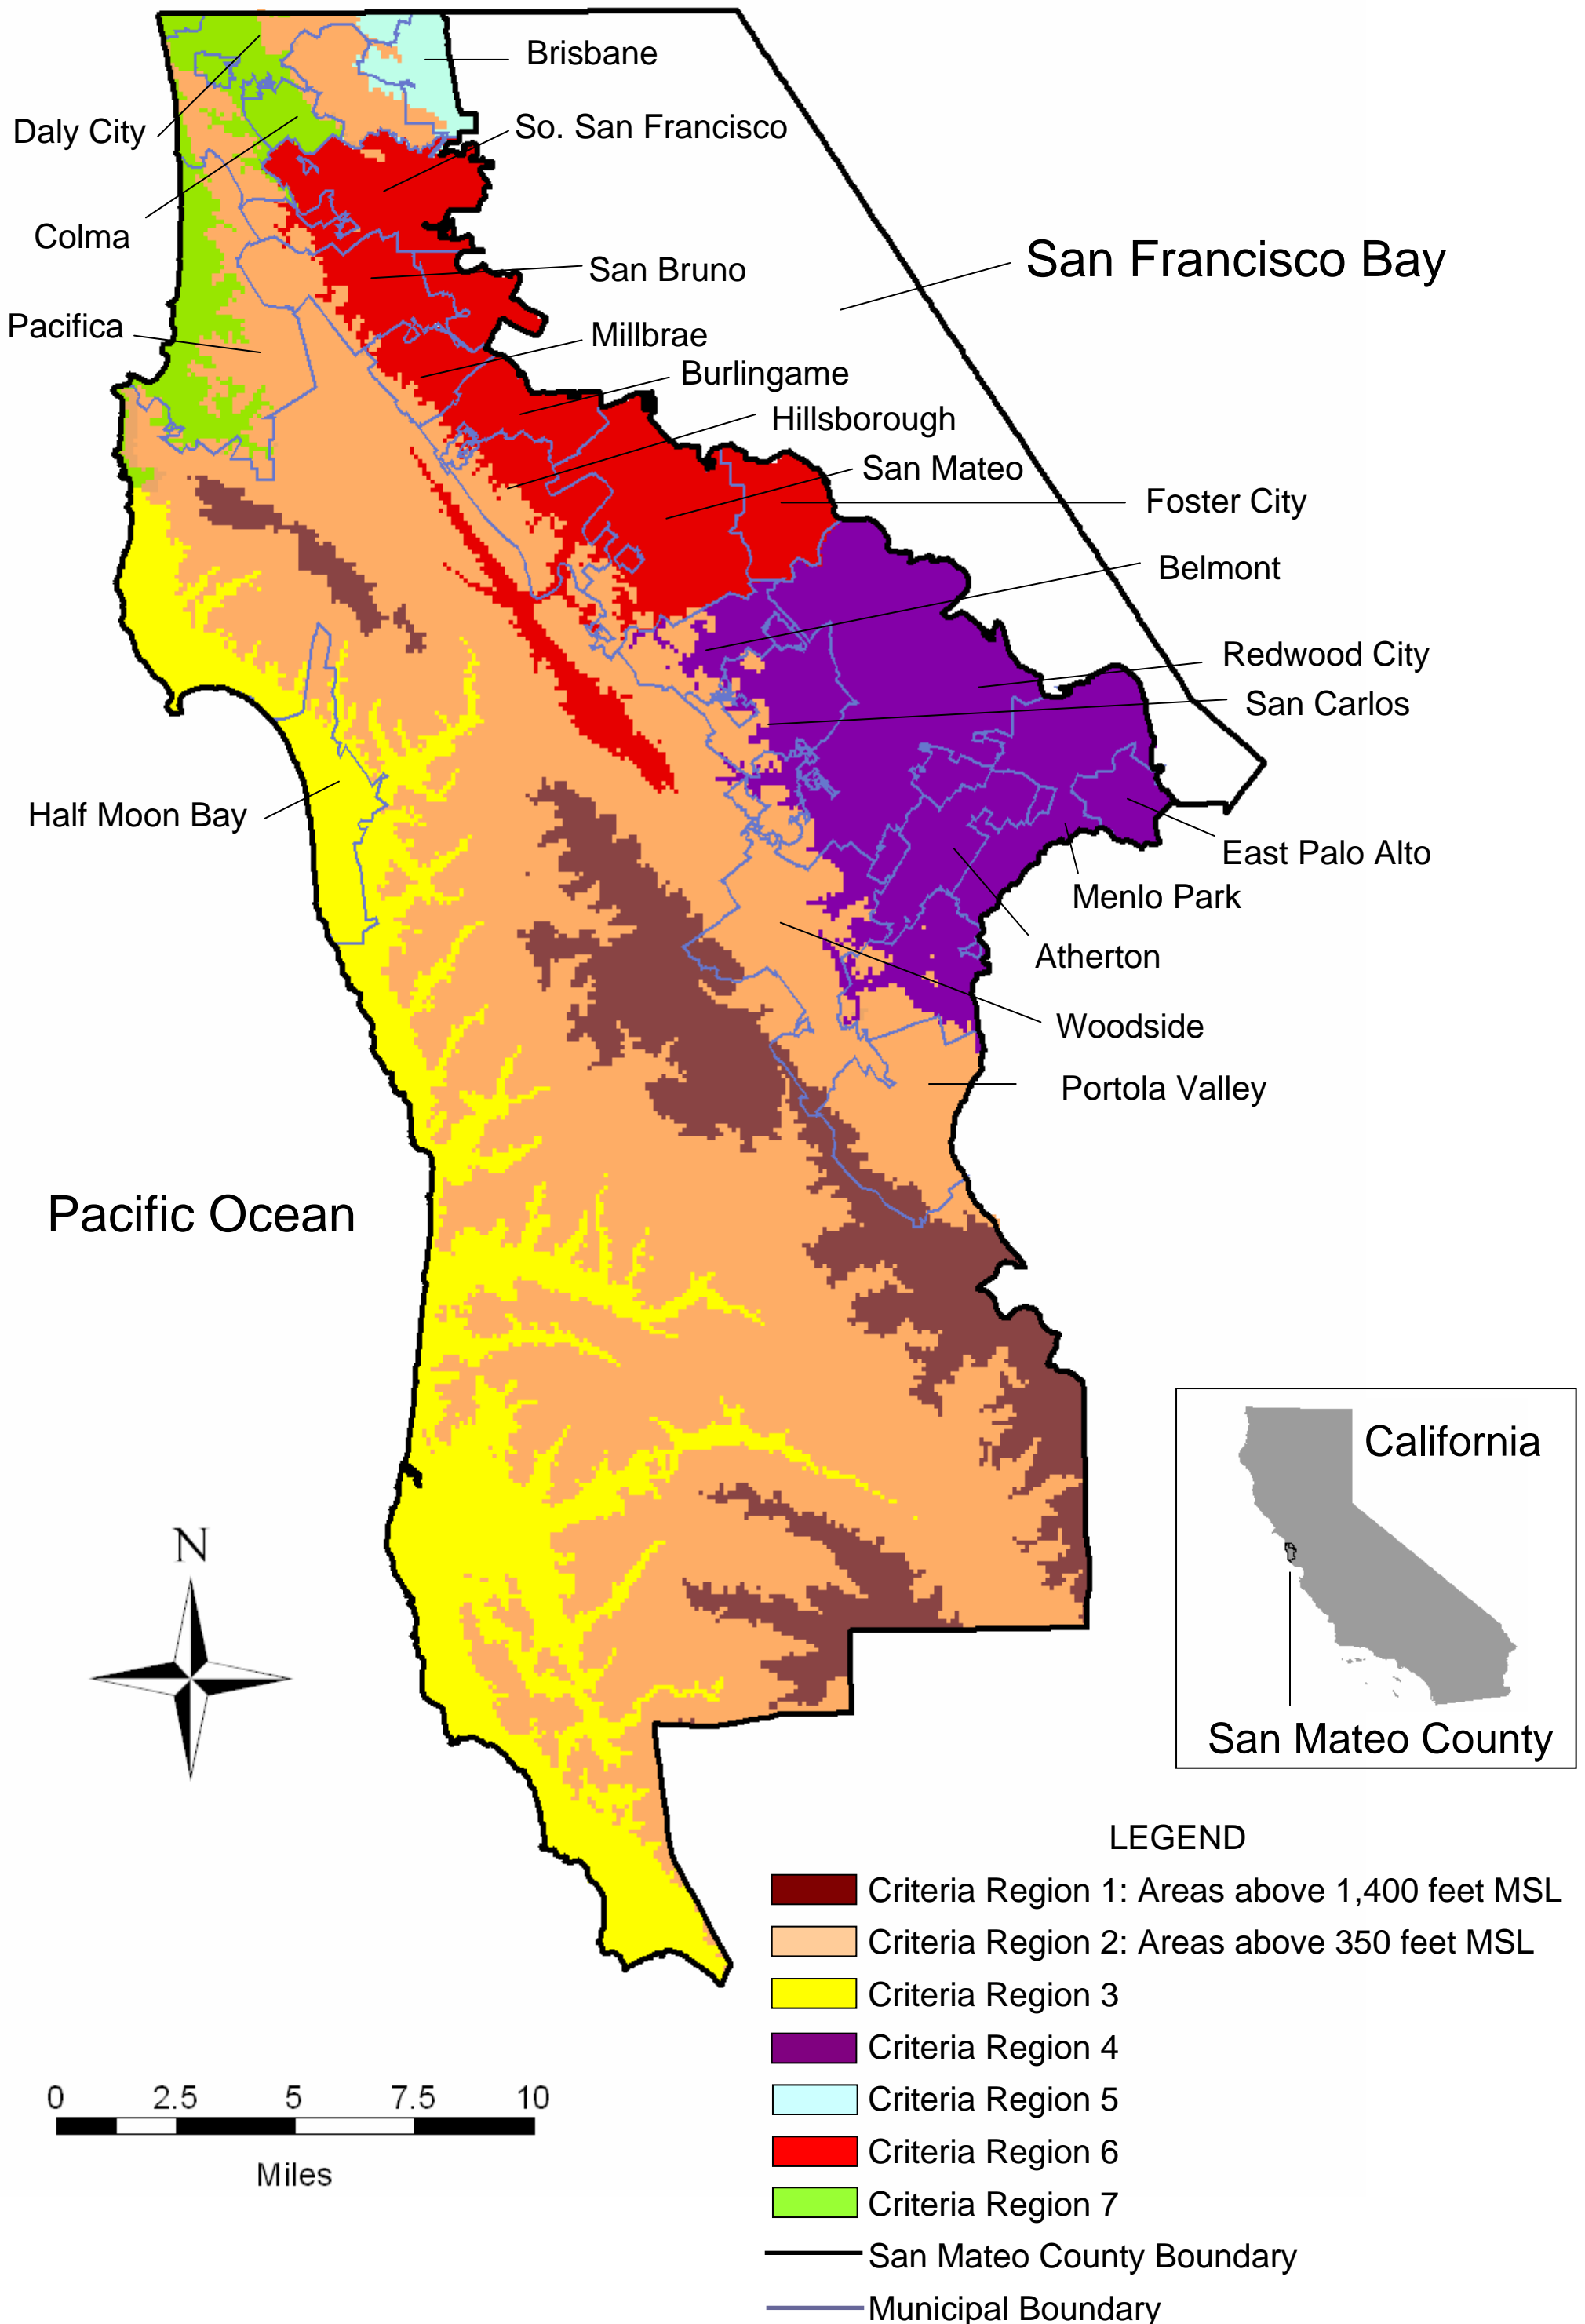 Brisbane
Daly City
So. San Francisco
Colma
San Francisco Bay
San Bruno
Pacifica
Millbrae
Burlingame
Hillsborough
San Mateo
Foster City
Belmont
Redwood City
San Carlos
Half Moon Bay
East Palo Alto
Menlo Park
Atherton
Woodside
Portola Valley
Pacific Ocean
California
N
San Mateo County
LEGEND
Criteria Region 1: Areas above 1,400 feet MSL
Criteria Region 2: Areas above 350 feet MSL
Criteria Region 3
Criteria Region 4
Criteria Region 5
Criteria Region 6
Criteria Region 7
San Mateo County Boundary
Municipal Boundary
0 2.5 5 7.5 10
Miles